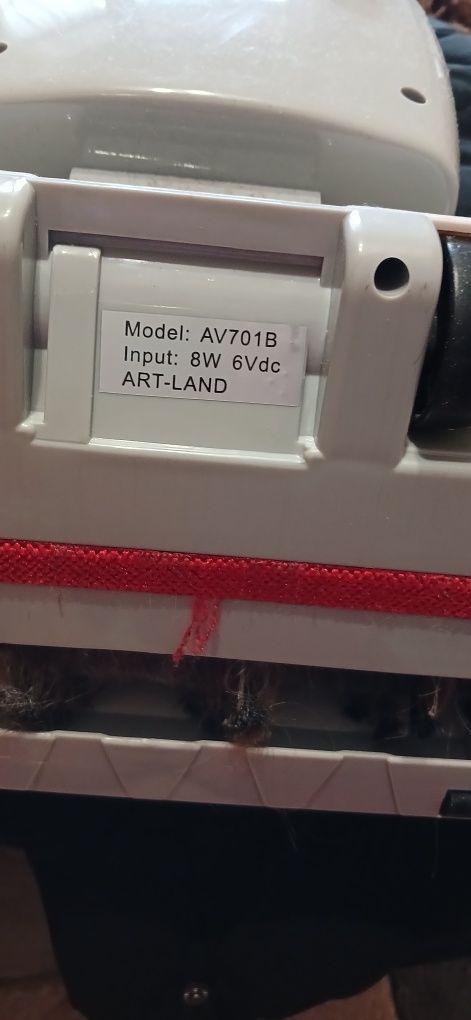 Model: AV701B
Input: 8W 6Vdc
ART-LAND